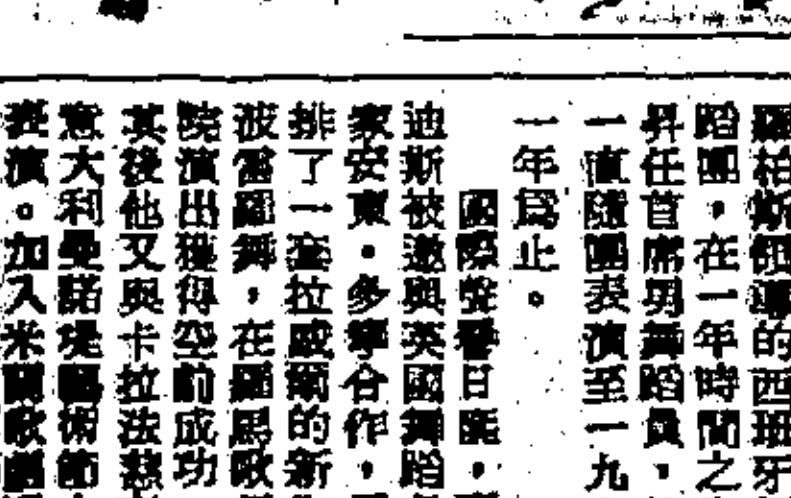 羅柏斯領導的西班牙
蹈團，在一年時間之
昇任首席男舞蹈員，
一直隨團表演至一九
一年爲止。
國際聲譽日隆，
迪斯被邀與英國舞蹈
家安東·多寧合作，
排了一套拉威爾的新
波雷羅舞，在羅馬歌
院演出獲得空前成功
其後他又與卡拉法慈
意大利 諾堤藝術節
表演。加入米蘭歌